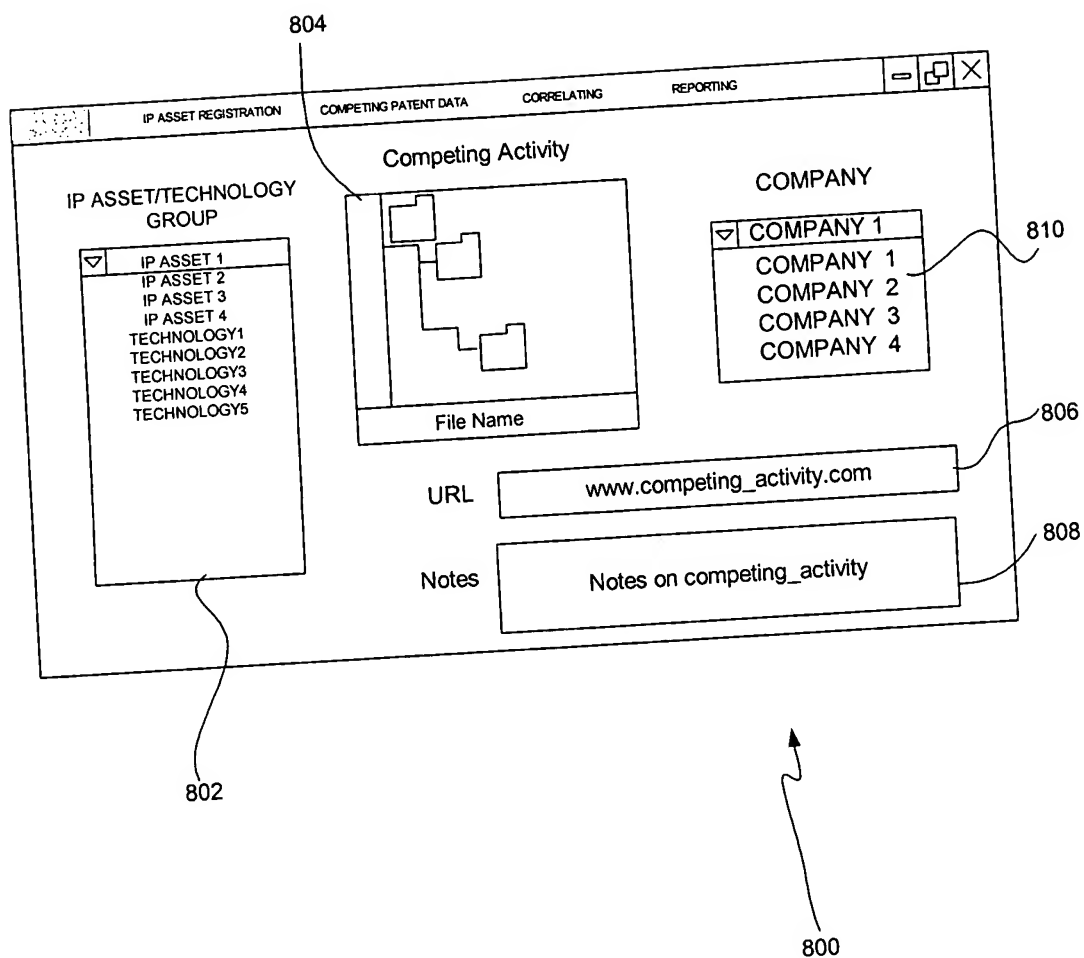 804
IP ASSET REGISTRATION COMPETING PATENT DATA CORRELATING REPORTING
Competing Activity
IP ASSET/TECHNOLOGY
GROUP
IP ASSET 1
IP ASSET 2
IP ASSET 3
IP ASSET 4
TECHNOLOGY1
TECHNOLOGY2
TECHNOLOGY3
TECHNOLOGY4
TECHNOLOGY5
File Name
COMPANY
COMPANY 1
COMPANY 1
COMPANY 2
COMPANY 3
COMPANY 4
810
URL
www.competing_activity.com
806
Notes
Notes on competing_activity
808
802
800